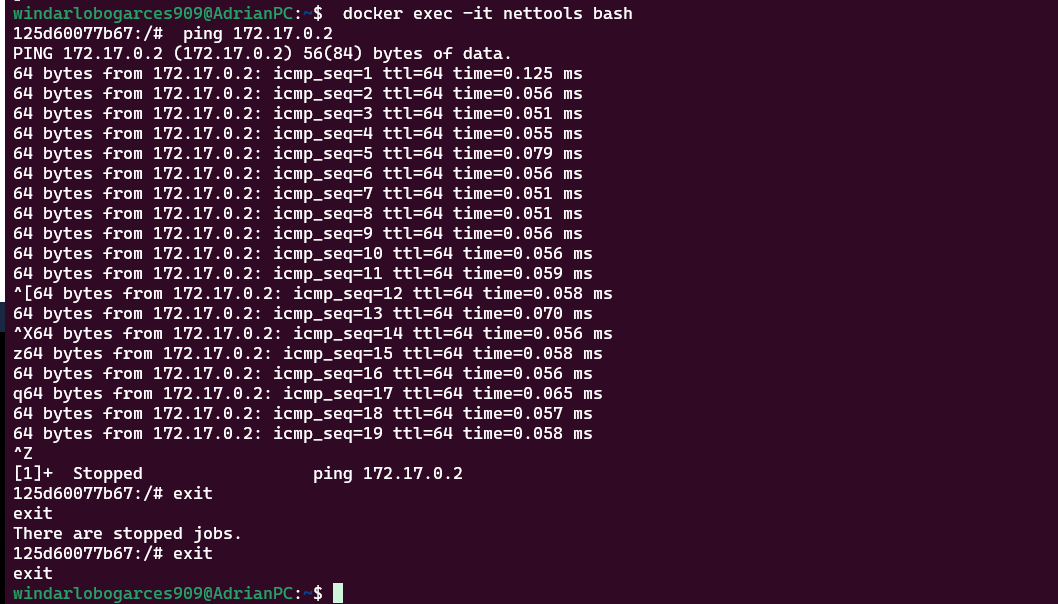 windarlobogarces909@AdrianPC:~$  docker exec -it nettools bash
125d60077b67:/#  ping 172.17.0.2
PING 172.17.0.2 (172.17.0.2) 56(84) bytes of data.
64 bytes from 172.17.0.2: icmp_seq=1 ttl=64 time=0.125 ms
64 bytes from 172.17.0.2: icmp_seq=2 ttl=64 time=0.056 ms
64 bytes from 172.17.0.2: icmp_seq=3 ttl=64 time=0.051 ms
64 bytes from 172.17.0.2: icmp_seq=4 ttl=64 time=0.055 ms
64 bytes from 172.17.0.2: icmp_seq=5 ttl=64 time=0.079 ms
64 bytes from 172.17.0.2: icmp_seq=6 ttl=64 time=0.056 ms
64 bytes from 172.17.0.2: icmp_seq=7 ttl=64 time=0.051 ms
64 bytes from 172.17.0.2: icmp_seq=8 ttl=64 time=0.051 ms
64 bytes from 172.17.0.2: icmp_seq=9 ttl=64 time=0.056 ms
64 bytes from 172.17.0.2: icmp_seq=10 ttl=64 time=0.056 ms
64 bytes from 172.17.0.2: icmp_seq=11 ttl=64 time=0.059 ms
^[64 bytes from 172.17.0.2: icmp_seq=12 ttl=64 time=0.058 ms
64 bytes from 172.17.0.2: icmp_seq=13 ttl=64 time=0.070 ms
^X64 bytes from 172.17.0.2: icmp_seq=14 ttl=64 time=0.056 ms
z64 bytes from 172.17.0.2: icmp_seq=15 ttl=64 time=0.058 ms
64 bytes from 172.17.0.2: icmp_seq=16 ttl=64 time=0.056 ms
q64 bytes from 172.17.0.2: icmp_seq=17 ttl=64 time=0.065 ms
64 bytes from 172.17.0.2: icmp_seq=18 ttl=64 time=0.057 ms
64 bytes from 172.17.0.2: icmp_seq=19 ttl=64 time=0.058 ms
^Z
[1]+  Stopped                 ping 172.17.0.2
125d60077b67:/# exit
exit
There are stopped jobs.
125d60077b67:/# exit
exit
windarlobogarces909@AdrianPC:~$